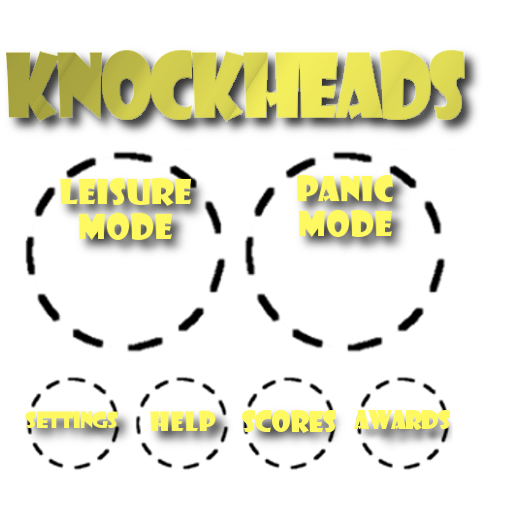 KNOCKHEADS
LEISURE PANIC
MODE MODE
SETTINGS HELP SCORES AWARDS